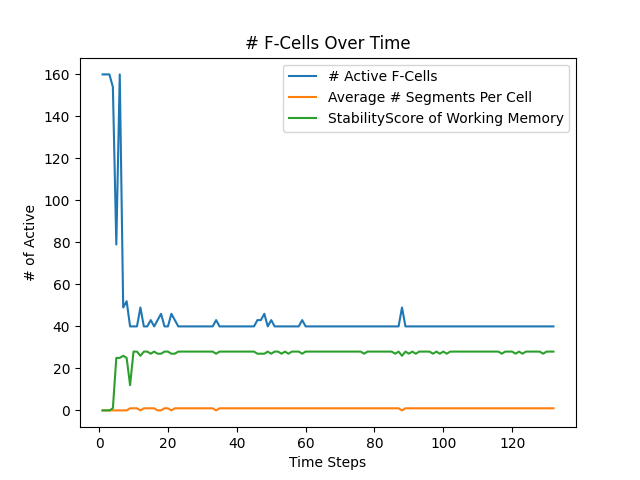 # F-Cells Over Time
# Active F-Cells
Average # Segments Per Cell
StabilityScore of Working Memory
# of Active
160
140
120
100
80
60
40
20
0
0 20 40 60 80 100 120
Time Steps